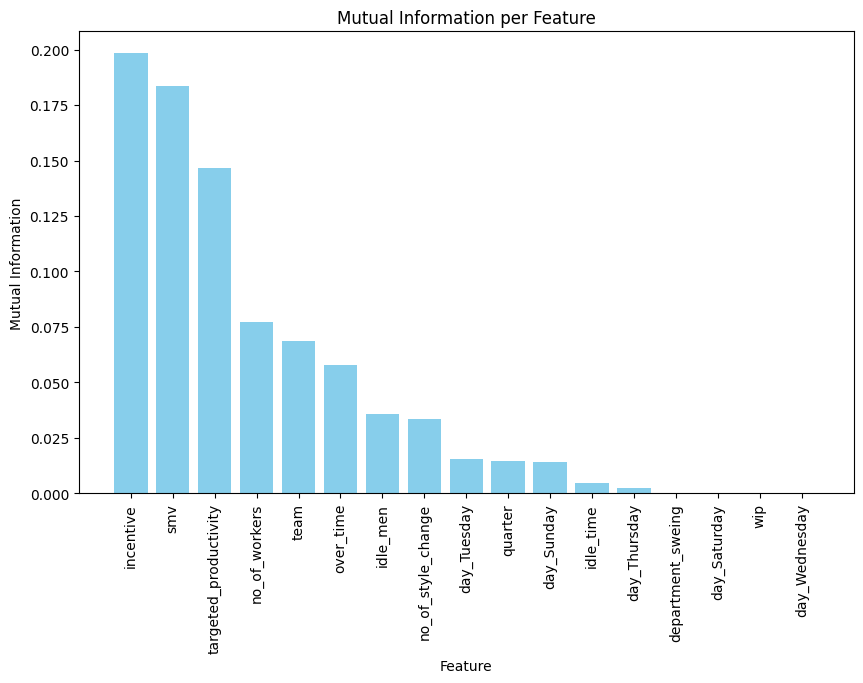 Mutual Information per Feature
Mutual Information
0.200
0.175
0.150
0.125
0.100
0.075
0.050
0.025
0.000
incentive
smv
targeted_productivity
no_of_workers
team
over_time
idle_men
no_of_style_change
day_Tuesday
quarter
day_Sunday
idle_time
day_Thursday
department_sweing
day_Saturday
wip
day_Wednesday
Feature